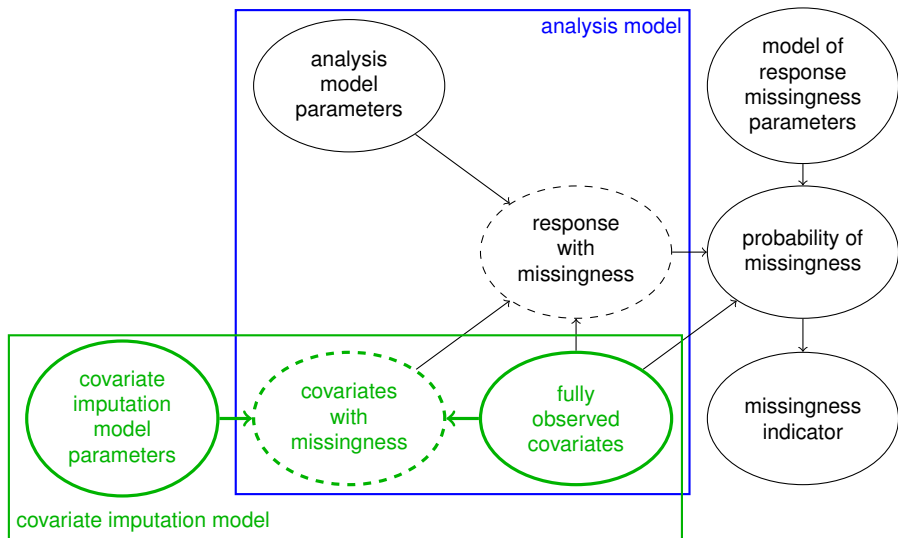 analysis model
analysis
model
parameters
model of
response
missingness
parameters
response
with
missingness
probability of
missingness
covariate
imputation
model
parameters
covariates
with
missingness
fully
observed
covariates
missingness
indicator
covariate imputation model